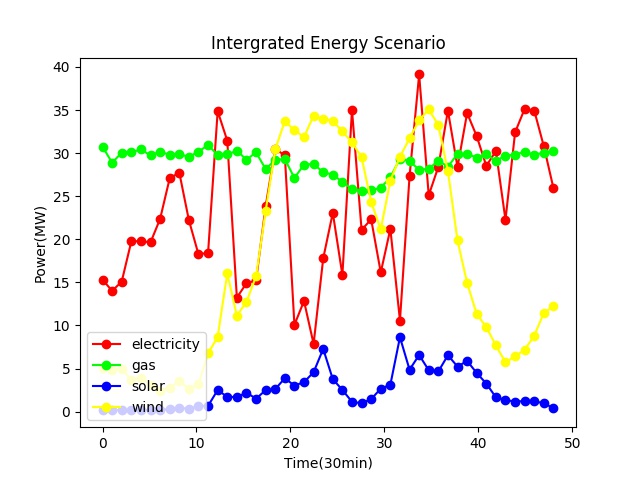 Intergrated Energy Scenario
Power(MW)
40
35
30
25
20
15
10
5
0
electricity
gas
solar
wind
0 10 20 30 40 50
Time(30min)